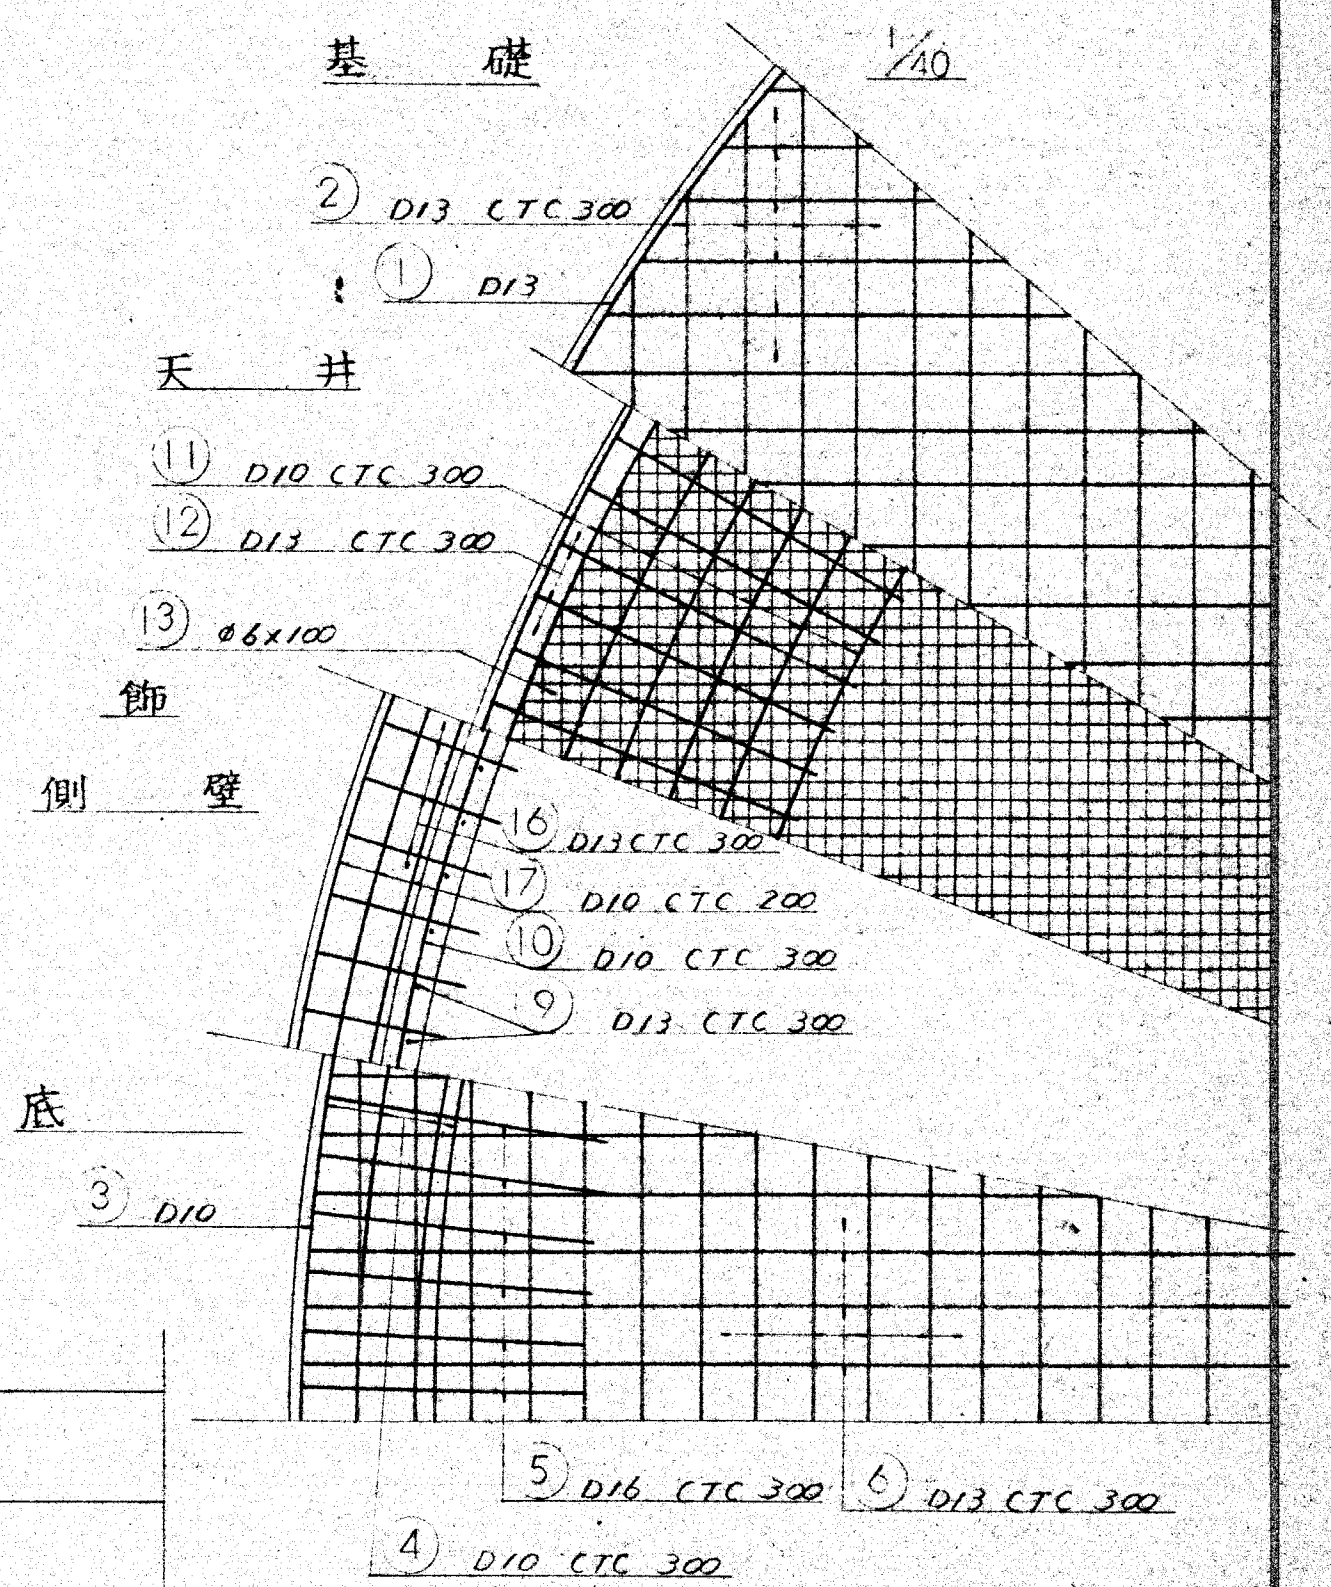 基 礎 1/40
② D13 CTC 300
① D13
天 井
⑪ D10 CTC 300
⑫ D13 CTC 300
⑬ φ6×100
飾
側 壁
⑯ D13 CTC 300
⑰ D10 CTC 200
⑩ D10 CTC 300
9 D13 CTC 300
底
③ D10
⑤ D16 CTC 300 ⑥ D13 CTC 300
④ D10 CTC 300